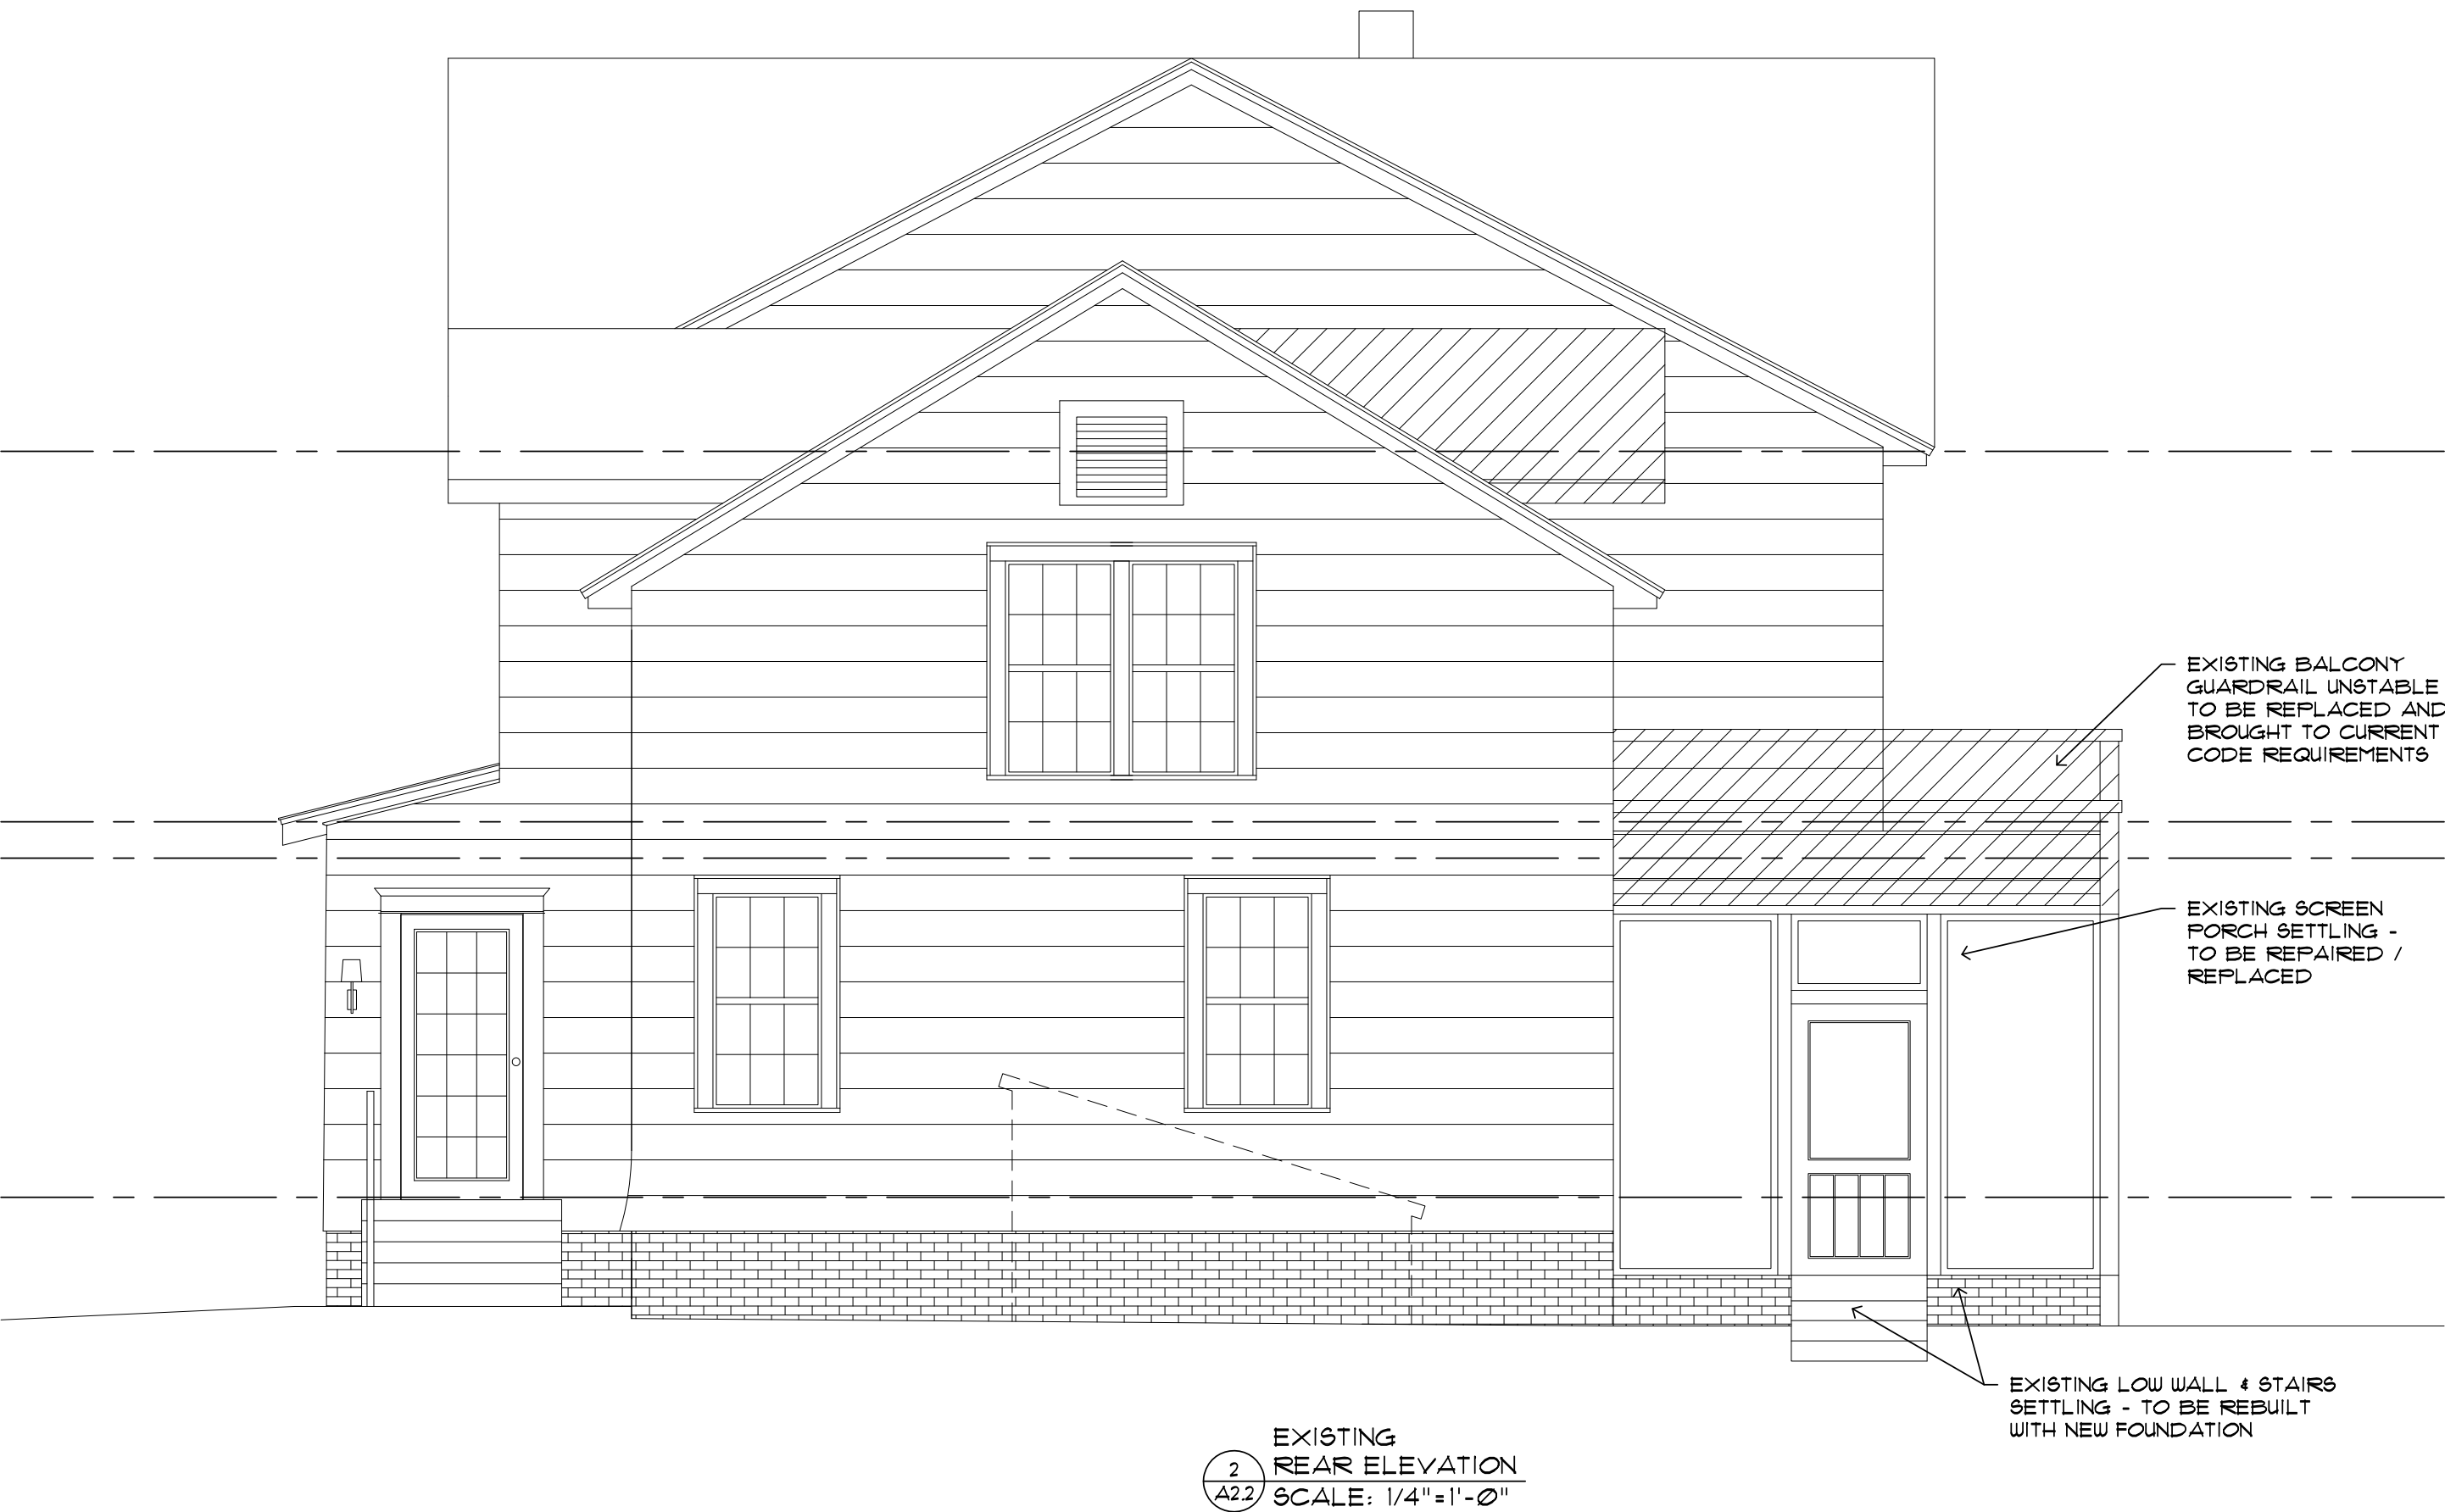 EXISTING BALCONY
GUARDRAIL UNSTABLE
TO BE REPLACED AND
BROUGHT TO CURRENT
CODE REQUIREMENTS
EXISTING SCREEN
PORCH SETTLING -
TO BE REPAIRED /
REPLACED
EXISTING LOW WALL & STAIRS
SETTLING - TO BE REBUILT
WITH NEW FOUNDATION
2
A2.2
EXISTING
REAR ELEVATION
SCALE: 1/4"=1'-0"